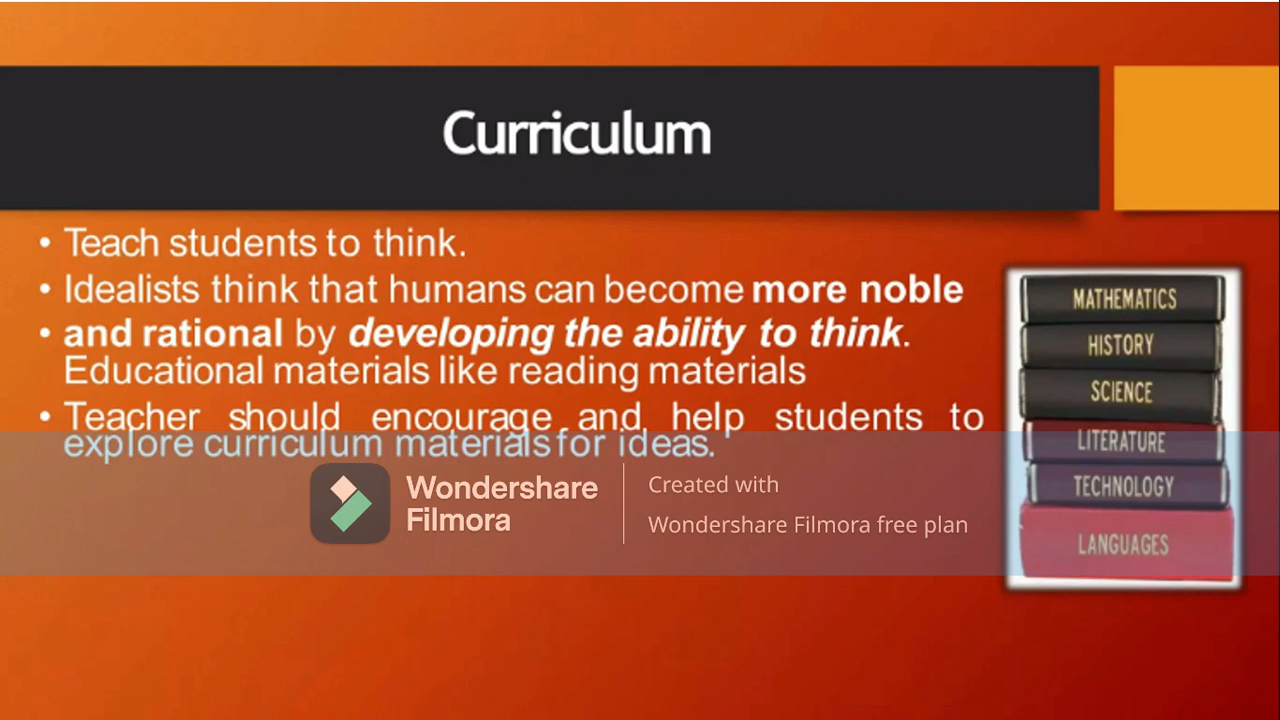 Curriculum
• Teach students to think.
• Idealists think that humans can become more noble
• and rational by developing the ability to think.
Educational materials like reading materials
• Teacher should encourage and help students to
explore curriculum materials for ideas.
MATHEMATICS
HISTORY
SCIENCE
LITERATURE
TECHNOLOGY
LANGUAGES
Wondershare
Filmora
Created with
Wondershare Filmora free plan